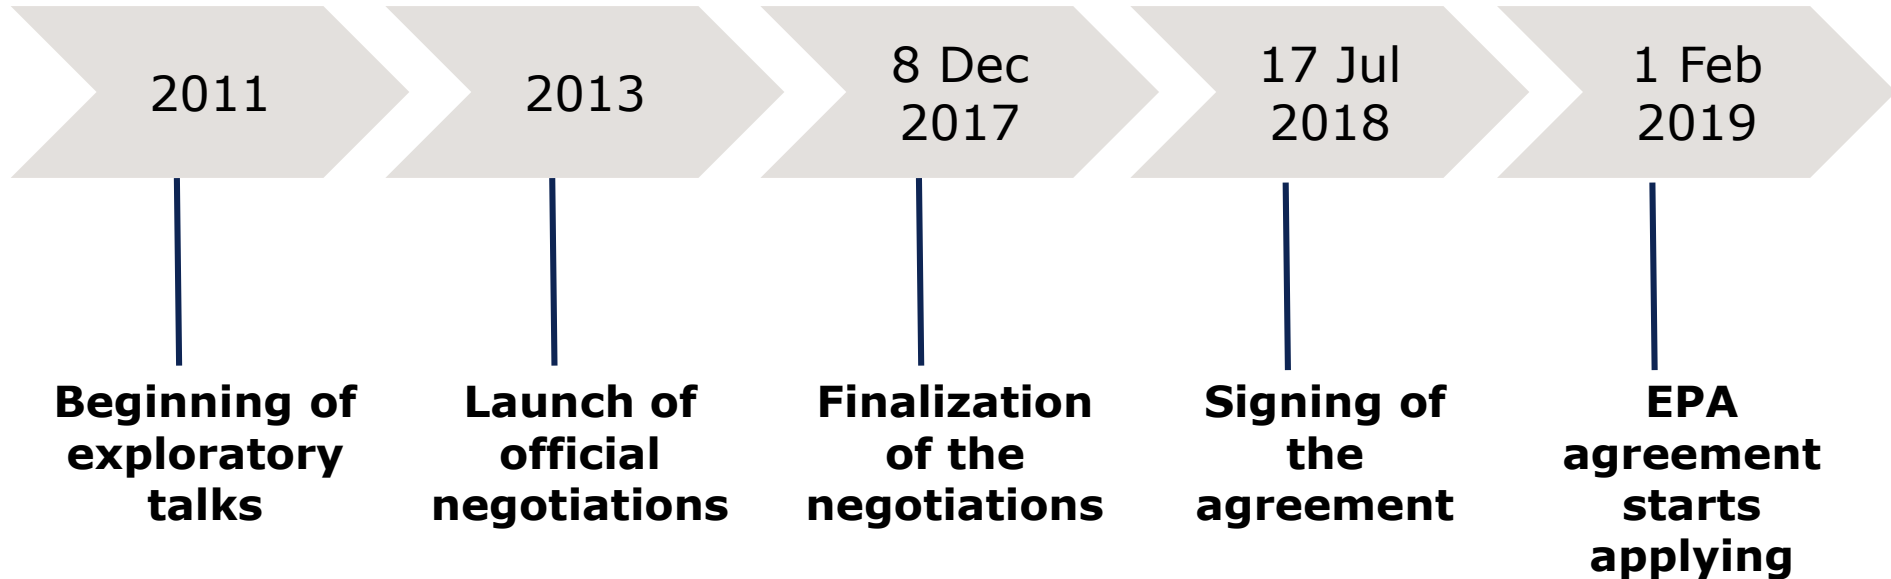 2011
2013
8 Dec
2017
17 Jul
2018
1 Feb
2019
Beginning of
exploratory
talks
Launch of
official
negotiations
Finalization
of the
negotiations
Signing of
the
agreement
EPA
agreement
starts
applying